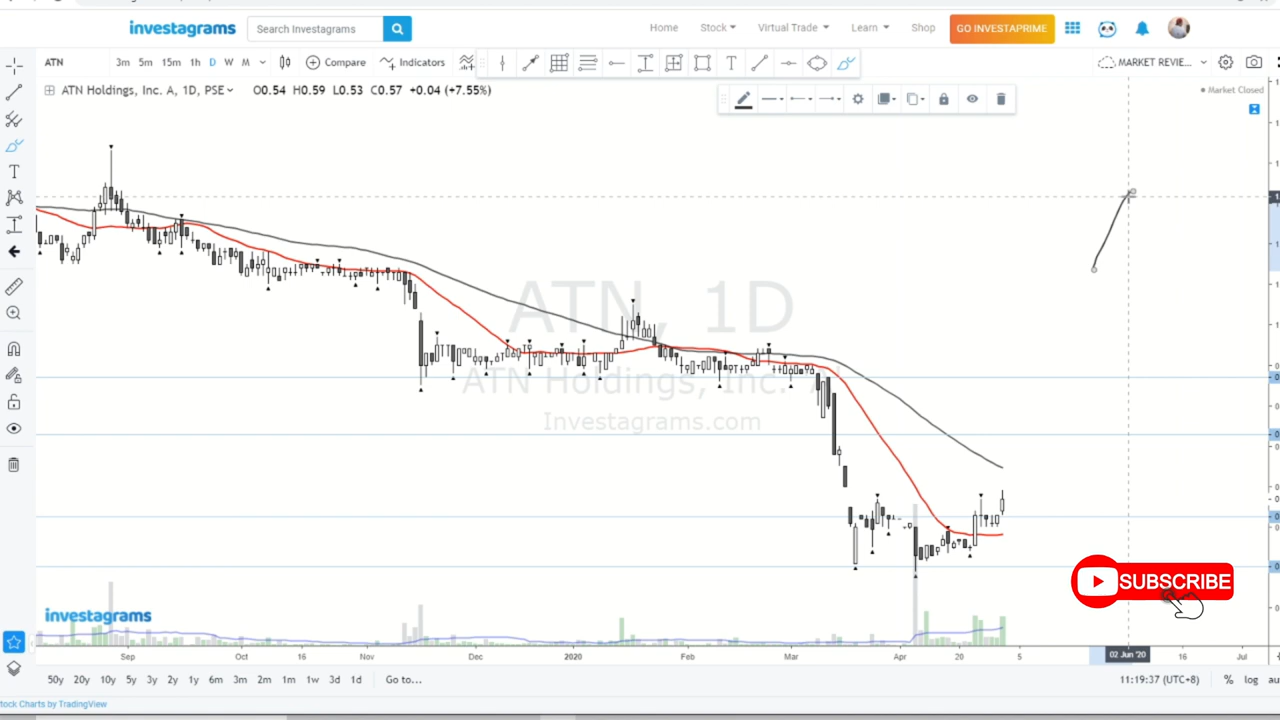 investagrams
Search Investagrams
Home
Stock
Virtual Trade
Learn
Shop
GO INVESTAPRIME
ATN
3m 5m 15m 1h D W M
Compare
Indicators
T
MARKET REVIE...
ATN Holdings, Inc. A, 1D, PSE O0.54 H0.59 L0.53 C0.57 +0.04 (+7.55%)
Market Closed
T
ATN, 1D
ATN Holdings, Inc. A
Investagrams.com
SUBSCRIBE
investagrams
Sep Oct 16 Nov Dec 2020 Feb Mar Apr 20 5 02 Jun '20 16 Jul
50y 20y 10y 5y 3y 2y 1y 6m 3m 2m 1m 1w 3d 1d Go to...
11:19:37 (UTC+8) % log au
tock Charts by TradingView